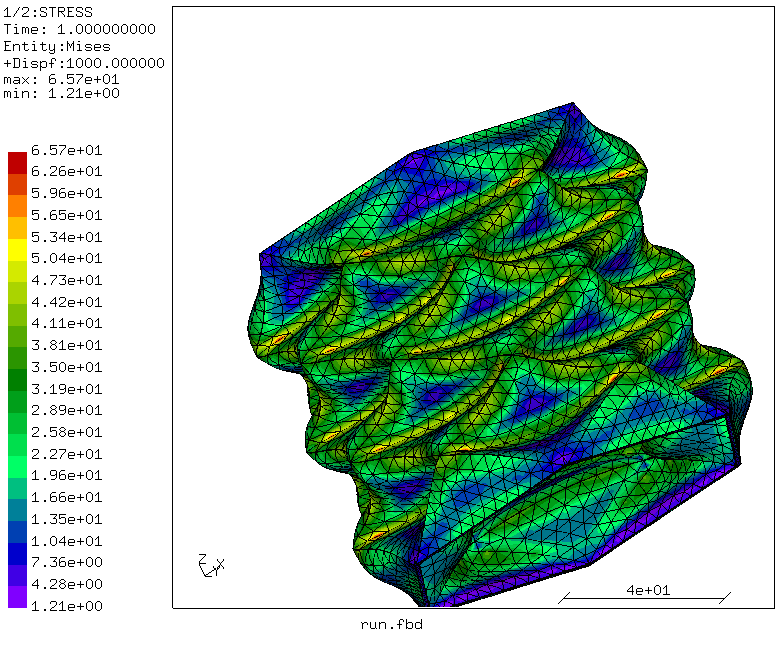 1/2:STRESS
Time: 1.000000000
Entity:Mises
+Dispf:1000.000000
max: 6.57e+01
min: 1.21e+00
6.57e+01
6.26e+01
5.96e+01
5.65e+01
5.34e+01
5.04e+01
4.73e+01
4.42e+01
4.11e+01
3.81e+01
3.50e+01
3.19e+01
2.89e+01
2.58e+01
2.27e+01
1.96e+01
1.66e+01
1.35e+01
1.04e+01
7.36e+00
4.28e+00
1.21e+00
Z
Y
X
4e+01
run.fbd